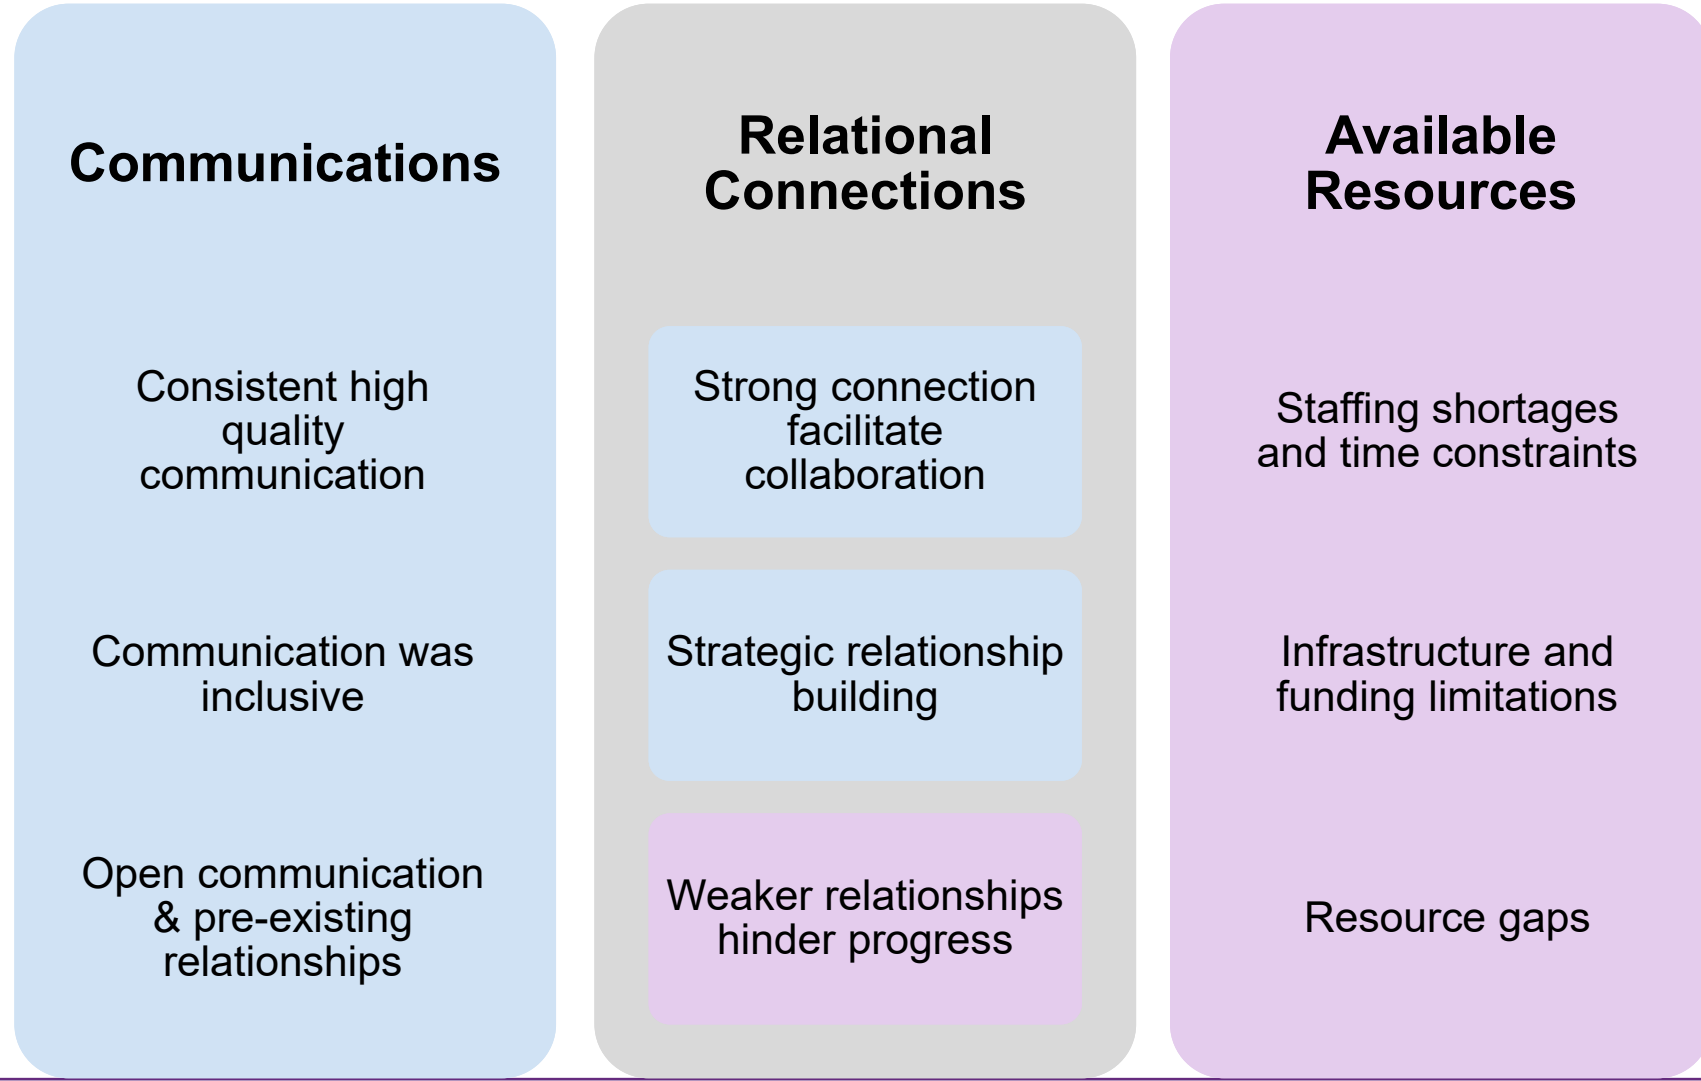 Communications
Consistent high
quality
communication
Communication was
inclusive
Open communication
& pre-existing
relationships
Relational
Connections
Strong connection
facilitate
collaboration
Strategic relationship
building
Weaker relationships
hinder progress
Available
Resources
Staffing shortages
and time constraints
Infrastructure and
funding limitations
Resource gaps